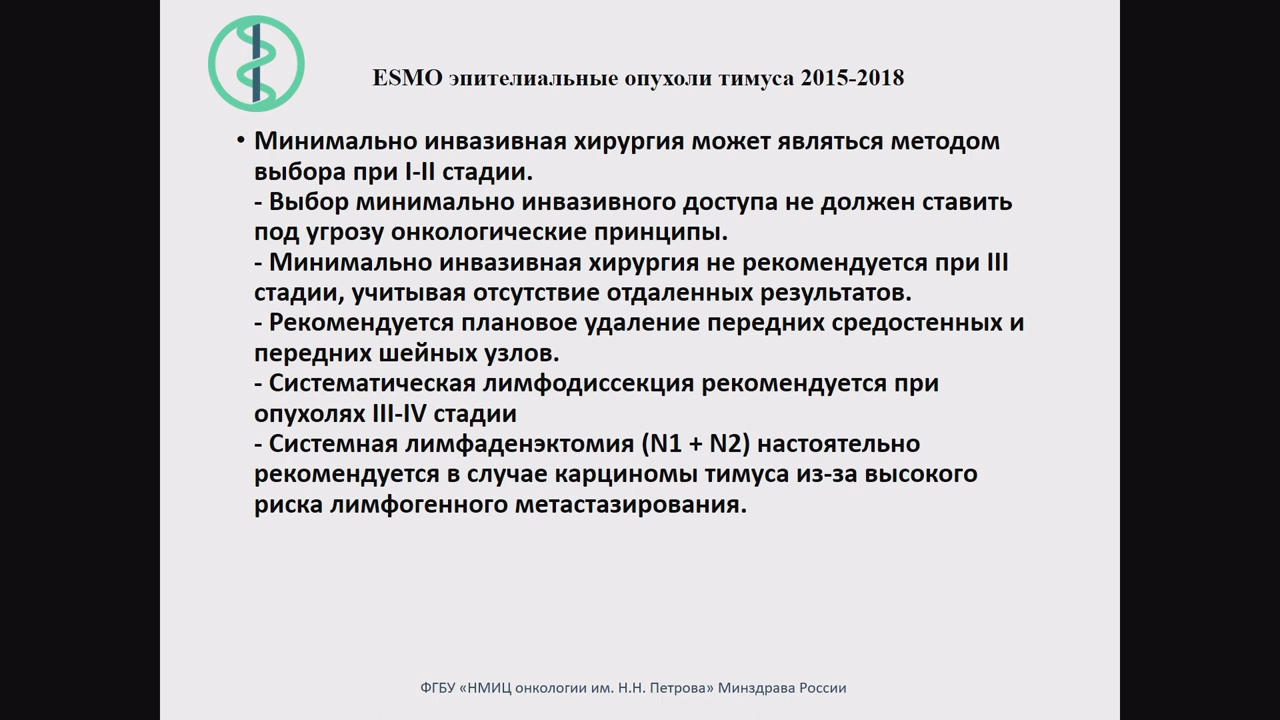 ESMO эпителиальные опухоли тимуса 2015-2018
• Минимально инвазивная хирургия может являться методом
выбора при I-II стадии.
- Выбор минимально инвазивного доступа не должен ставить
под угрозу онкологические принципы.
- Минимально инвазивная хирургия не рекомендуется при III
стадии, учитывая отсутствие отдаленных результатов.
- Рекомендуется плановое удаление передних средостенных и
передних шейных узлов.
- Систематическая лимфодиссекция рекомендуется при
опухолях III-IV стадии
- Системная лимфаденэктомия (N1 + N2) настоятельно
рекомендуется в случае карциномы тимуса из-за высокого
риска лимфогенного метастазирования.
ФГБУ «НМИЦ онкологии им. Н.Н. Петрова» Минздрава России